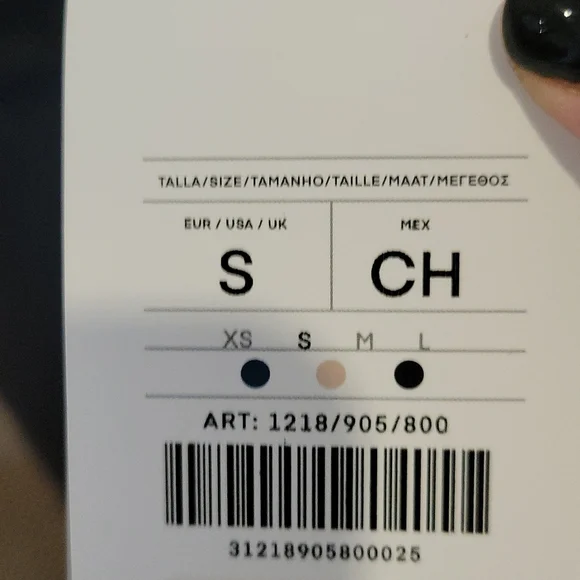 TALLA/SIZE/TAMANHO/TAILLE/MAAT/ΜΕΓΕΘΟΣ
EUR / USA / UK MEX
S CH
XS S M L
ART: 1218/905/800
31218905800025